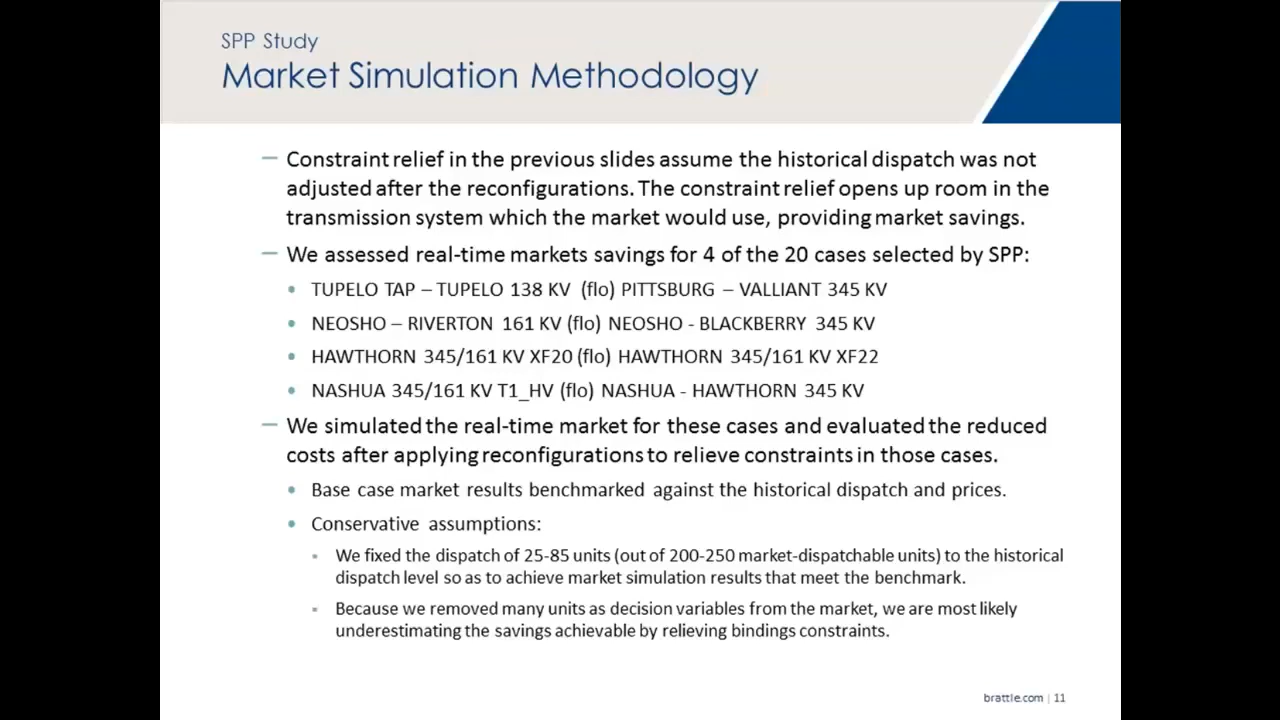 SPP Study
Market Simulation Methodology
— Constraint relief in the previous slides assume the historical dispatch was not
adjusted after the reconfigurations. The constraint relief opens up room in the
transmission system which the market would use, providing market savings.
— We assessed real-time markets savings for 4 of the 20 cases selected by SPP:
• TUPELO TAP – TUPELO 138 KV (flo) PITTSBURG – VALLIANT 345 KV
• NEOSHO – RIVERTON 161 KV (flo) NEOSHO - BLACKBERRY 345 KV
• HAWTHORN 345/161 KV XF20 (flo) HAWTHORN 345/161 KV XF22
• NASHUA 345/161 KV T1_HV (flo) NASHUA - HAWTHORN 345 KV
— We simulated the real-time market for these cases and evaluated the reduced
costs after applying reconfigurations to relieve constraints in those cases.
• Base case market results benchmarked against the historical dispatch and prices.
• Conservative assumptions:
▪ We fixed the dispatch of 25-85 units (out of 200-250 market-dispatchable units) to the historical
dispatch level so as to achieve market simulation results that meet the benchmark.
▪ Because we removed many units as decision variables from the market, we are most likely
underestimating the savings achievable by relieving bindings constraints.
brattle.com | 11